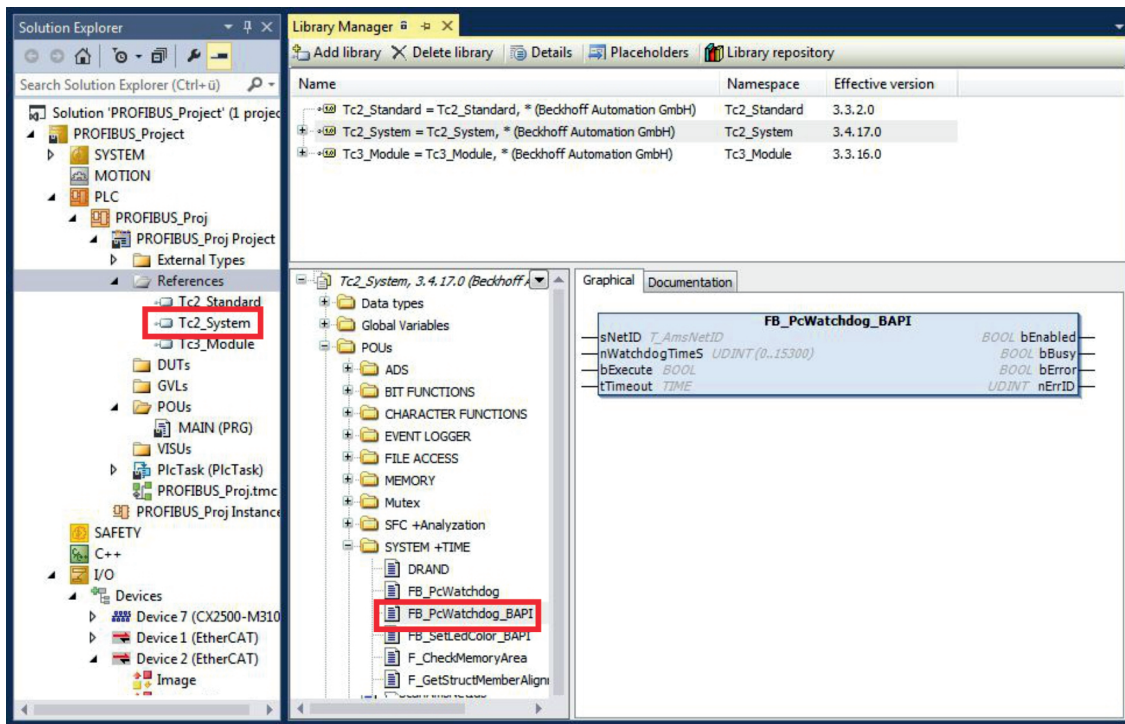 Solution Explorer
Search Solution Explorer (Ctrl+ü)
Solution 'PROFIBUS_Project' (1 projec
PROFIBUS_Project
SYSTEM
MOTION
PLC
PROFIBUS_Proj
PROFIBUS_Proj Project
External Types
References
Tc2_Standard
Tc2_System
Tc3_Module
DUTs
GVLs
POUs
MAIN (PRG)
VISUs
PlcTask (PlcTask)
PROFIBUS_Proj.tmc
PROFIBUS_Proj Instance
SAFETY
C++
I/O
Devices
Device 7 (CX2500-M310
Device 1 (EtherCAT)
Device 2 (EtherCAT)
Image
Library Manager
Add library Delete library Details Placeholders Library repository
Name Namespace Effective version
Tc2_Standard = Tc2_Standard, * (Beckhoff Automation GmbH) Tc2_Standard 3.3.2.0
Tc2_System = Tc2_System, * (Beckhoff Automation GmbH) Tc2_System 3.4.17.0
Tc3_Module = Tc3_Module, * (Beckhoff Automation GmbH) Tc3_Module 3.3.16.0
Tc2_System, 3.4.17.0 (Beckhoff A
Data types
Global Variables
POUs
ADS
BIT FUNCTIONS
CHARACTER FUNCTIONS
EVENT LOGGER
FILE ACCESS
MEMORY
Mutex
SFC +Analyzation
SYSTEM +TIME
DRAND
FB_PcWatchdog
FB_PcWatchdog_BAPI
FB_SetLedColor_BAPI
F_CheckMemoryArea
F_GetStructMemberAlignm
Graphical Documentation
FB_PcWatchdog_BAPI
sNetID T_AmsNetID BOOL bEnabled
nWatchdogTimeS UDINT (0..15300) BOOL bBusy
bExecute BOOL BOOL bError
tTimeout TIME UDINT nErrID